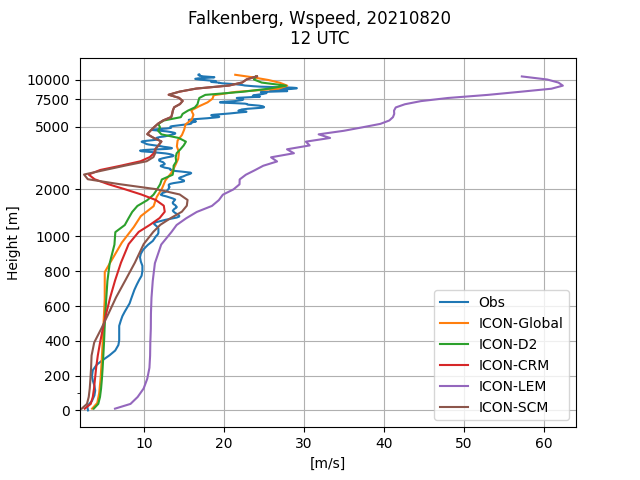 Falkenberg, Wspeed, 20210820
12 UTC
10000
7500
5000
2000
1000
800
600
400
200
0
Height [m]
10
20
30
40
50
60
[m/s]
Obs
ICON-Global
ICON-D2
ICON-CRM
ICON-LEM
ICON-SCM